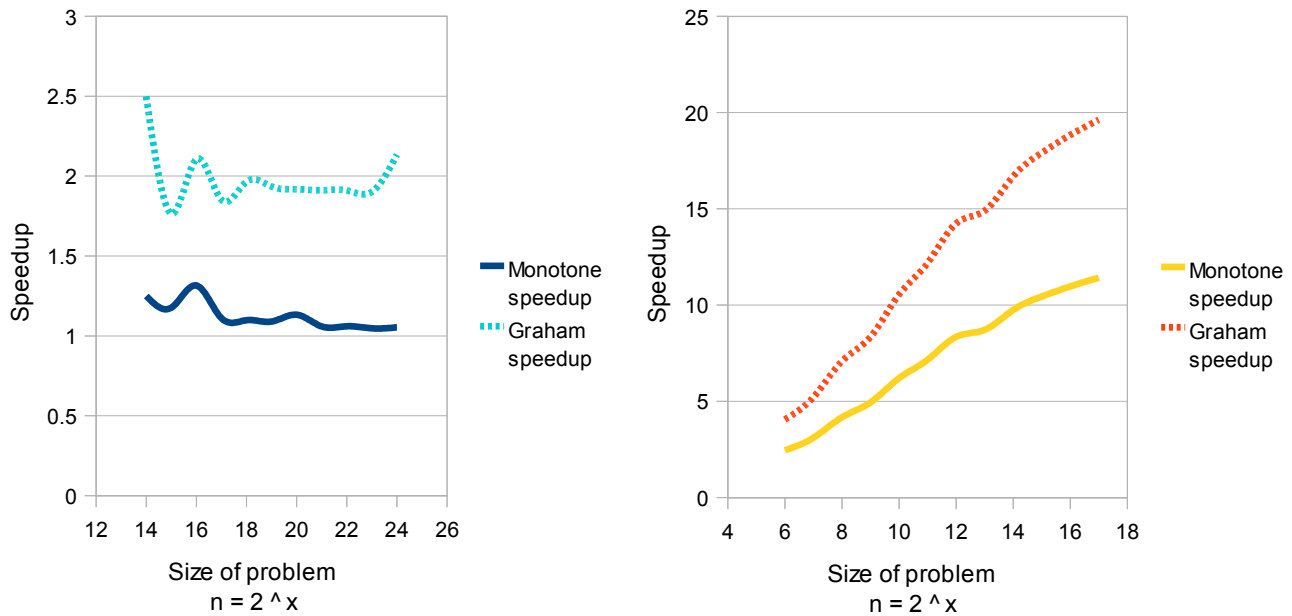 3
2.5
2
1.5
1
0.5
0
Speedup
12 14 16 18 20 22 24 26
Size of problem
n = 2 ^ x
Monotone
speedup
Graham
speedup
25
20
15
10
5
0
Speedup
4 6 8 10 12 14 16 18
Size of problem
n = 2 ^ x
Monotone
speedup
Graham
speedup